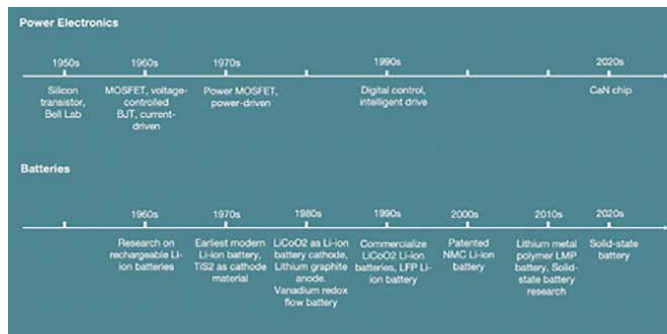 Power Electronics
1950s 1960s 1970s 1990s 2020s
Silicon transistor, Bell Lab
MOSFET, voltage-controlled BJT, current-driven
Power MOSFET, power-driven
Digital control, intelligent drive
CaN chip
Batteries
1960s 1970s 1980s 1990s 2000s 2010s 2020s
Research on rechargeable Li-ion batteries
Earliest modern Li-ion battery, TiS2 as cathode material
LiCoO2 as Li-ion battery cathode, Lithium graphite anode. Vanadium redox flow battery
Commercialize LiCoO2 Li-ion batteries, LFP Li-ion battery
Patented NMC Li-ion battery
Lithium metal polymer LMP battery, Solid-state battery research
Solid-state battery